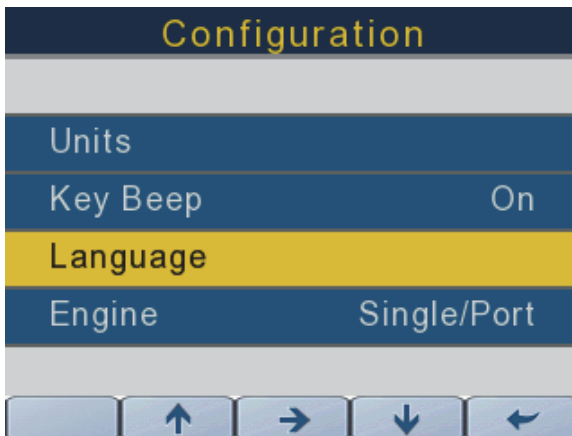 Configuration
Units
Key Beep On
Language
Engine Single/Port